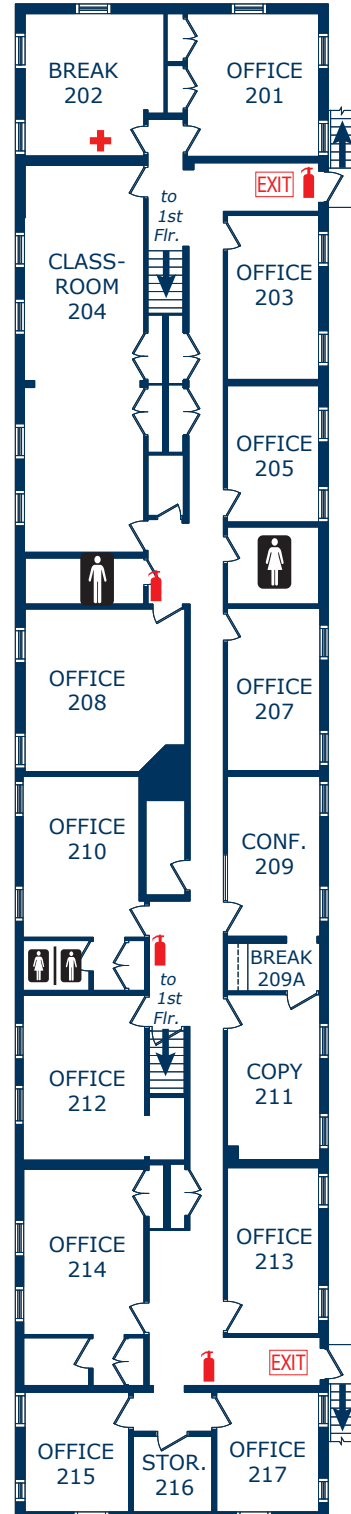 BREAK
202
OFFICE
201
to
1st
Flr.
EXIT
CLASS-
ROOM
204
OFFICE
203
OFFICE
205
OFFICE
208
OFFICE
207
OFFICE
210
CONF.
209
BREAK
209A
to
1st
Flr.
OFFICE
212
COPY
211
OFFICE
214
OFFICE
213
EXIT
OFFICE
215
STOR.
216
OFFICE
217